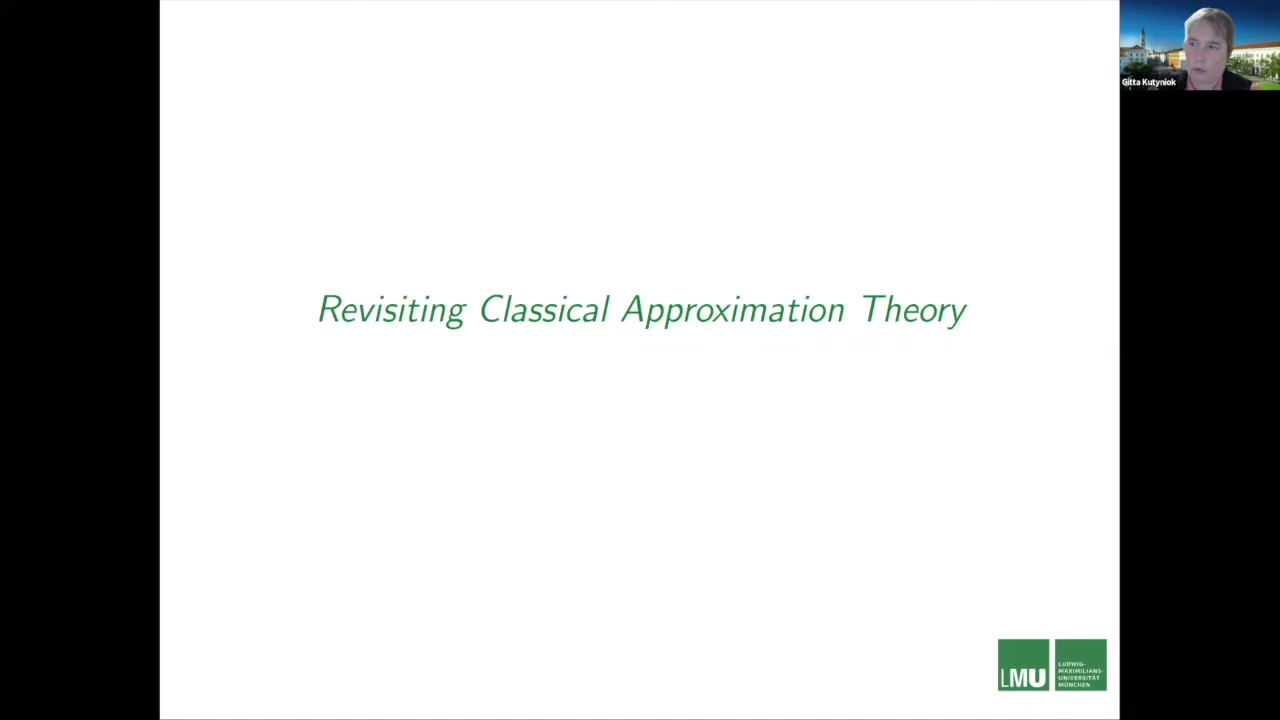 Gitta Kutyniok
Revisiting Classical Approximation Theory
LMU
LUDWIG-
MAXIMILIANS-
UNIVERSITÄT
MÜNCHEN